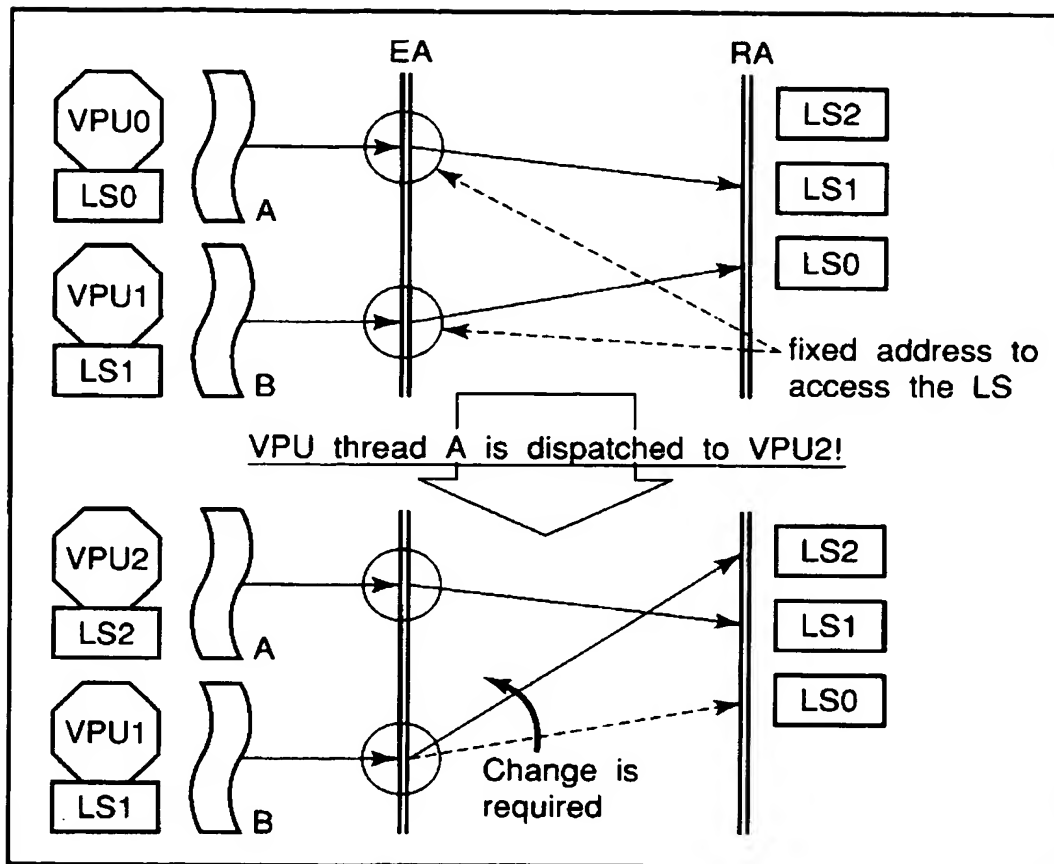 EA
RA
VPU0
LS0
A
LS2
LS1
LS0
VPU1
LS1
B
fixed address to
access the LS
VPU thread A is dispatched to VPU2!
VPU2
LS2
A
LS2
LS1
LS0
VPU1
LS1
B
Change is
required